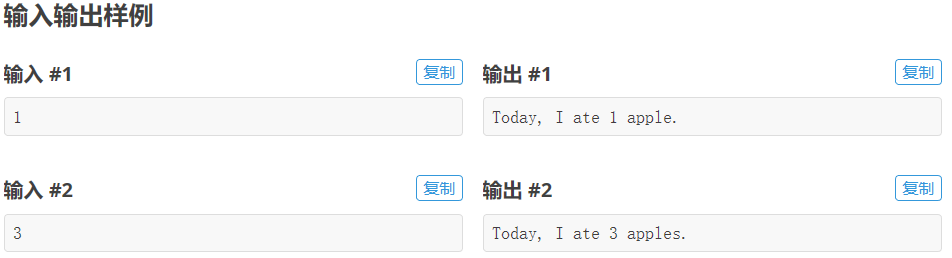 输入输出样例
输入 #1
复制
1
输出 #1
复制
Today, I ate 1 apple.
输入 #2
复制
3
输出 #2
复制
Today, I ate 3 apples.